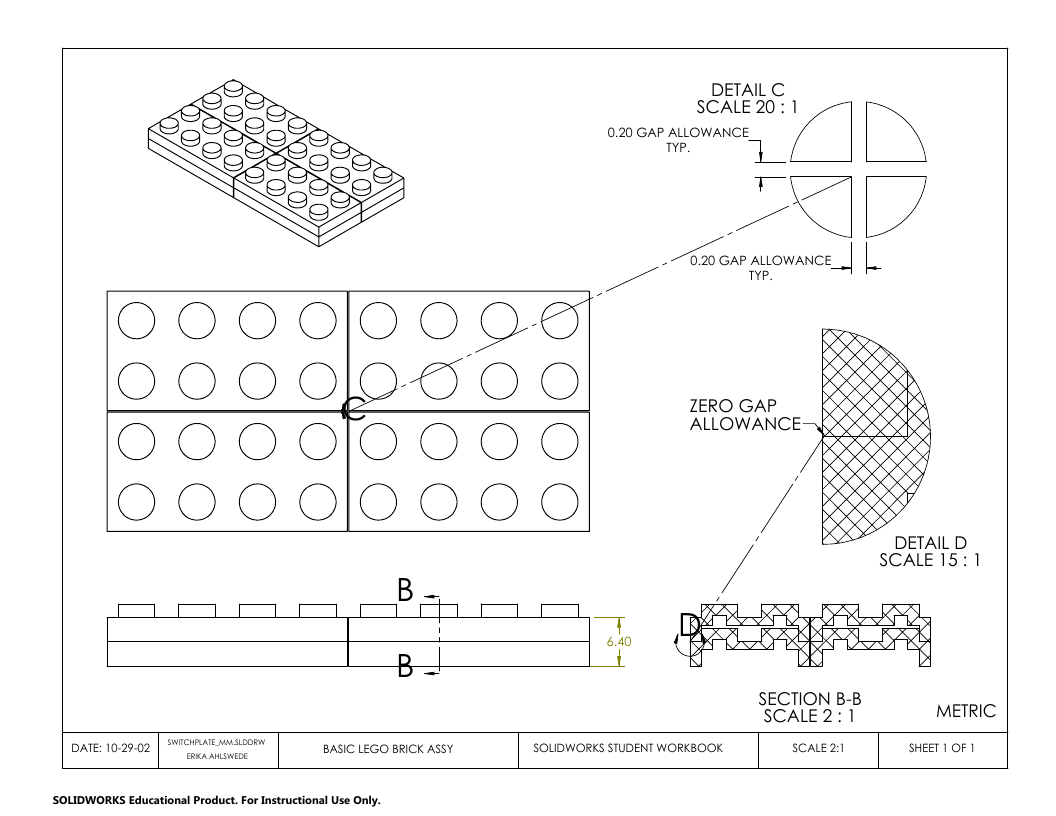 DETAIL C
SCALE 20 : 1
0.20 GAP ALLOWANCE
TYP.
0.20 GAP ALLOWANCE
TYP.
C
ZERO GAP
ALLOWANCE
DETAIL D
SCALE 15 : 1
B
B
6.40
D
SECTION B-B
SCALE 2 : 1
METRIC
DATE: 10-29-02
SWITCHPLATE_MM.SLDDRW
ERIKA AHLSWEDE
BASIC LEGO BRICK ASSY
SOLIDWORKS STUDENT WORKBOOK
SCALE 2:1
SHEET 1 OF 1
SOLIDWORKS Educational Product. For Instructional Use Only.